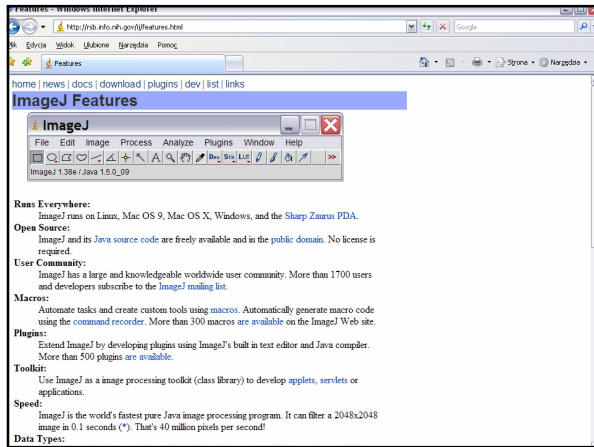 Features - Windows Internet Explorer
http://rsb.info.nih.gov/ij/features.html
Google
Plik Edycja Widok Ulubione Narzędzia Pomoc
Features
Strona Narzędzia
home | news | docs | download | plugins | dev | list | links
ImageJ Features
ImageJ
File Edit Image Process Analyze Plugins Window Help
A Dev Stk LUT >>
ImageJ 1.38e / Java 1.5.0_09
Runs Everywhere:
ImageJ runs on Linux, Mac OS 9, Mac OS X, Windows, and the Sharp Zaurus PDA.
Open Source:
ImageJ and its Java source code are freely available and in the public domain. No license is
required.
User Community:
ImageJ has a large and knowledgeable worldwide user community. More than 1700 users
and developers subscribe to the ImageJ mailing list.
Macros:
Automate tasks and create custom tools using macros. Automatically generate macro code
using the command recorder. More than 300 macros are available on the ImageJ Web site.
Plugins:
Extend ImageJ by developing plugins using ImageJ's built in text editor and Java compiler.
More than 500 plugins are available.
Toolkit:
Use ImageJ as a image processing toolkit (class library) to develop applets, servlets or
applications.
Speed:
ImageJ is the world's fastest pure Java image processing program. It can filter a 2048x2048
image in 0.1 seconds (*). That's 40 million pixels per second!
Data Types: